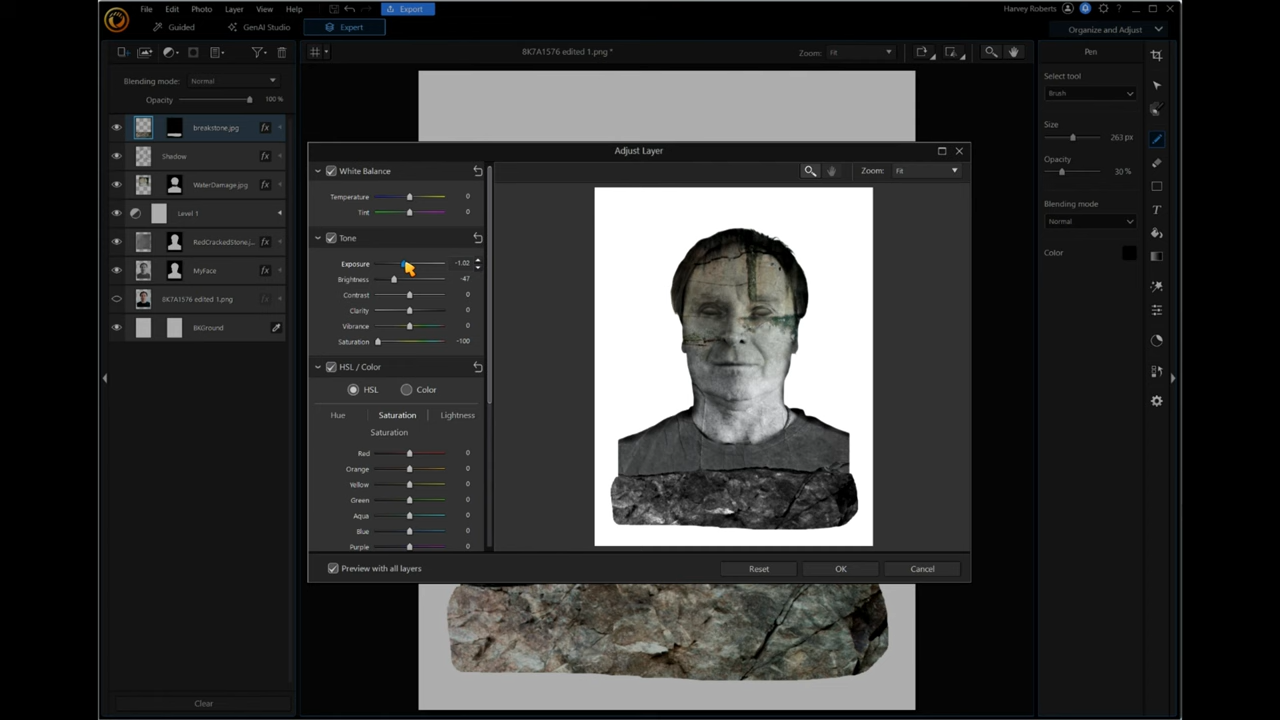 File Edit Photo Layer View Help Export Harvey Roberts
Guided GenAI Studio Expert Organize and Adjust
8K7A1576 edited 1.png * Zoom: Fit Pen
Blending mode: Normal
Opacity 100 %
Select tool
Brush
Size
263 px
Opacity
30 %
Blending mode
Normal
Color
breakstone.jpg fx
Shadow
WaterDamage.jpg fx
Level 1
RedCrackedStone.j... fx
MyFace fx
8K7A1576 edited 1.png fx
BKGround
Clear
Adjust Layer
White Balance
Zoom: Fit
Temperature 0
Tint 0
Tone
Exposure -1.02
Brightness -47
Contrast 0
Clarity 0
Vibrance 0
Saturation -100
HSL / Color
HSL Color
Hue Saturation Lightness
Saturation
Red 0
Orange 0
Yellow 0
Green 0
Aqua 0
Blue 0
Purple 0
Preview with all layers Reset OK Cancel